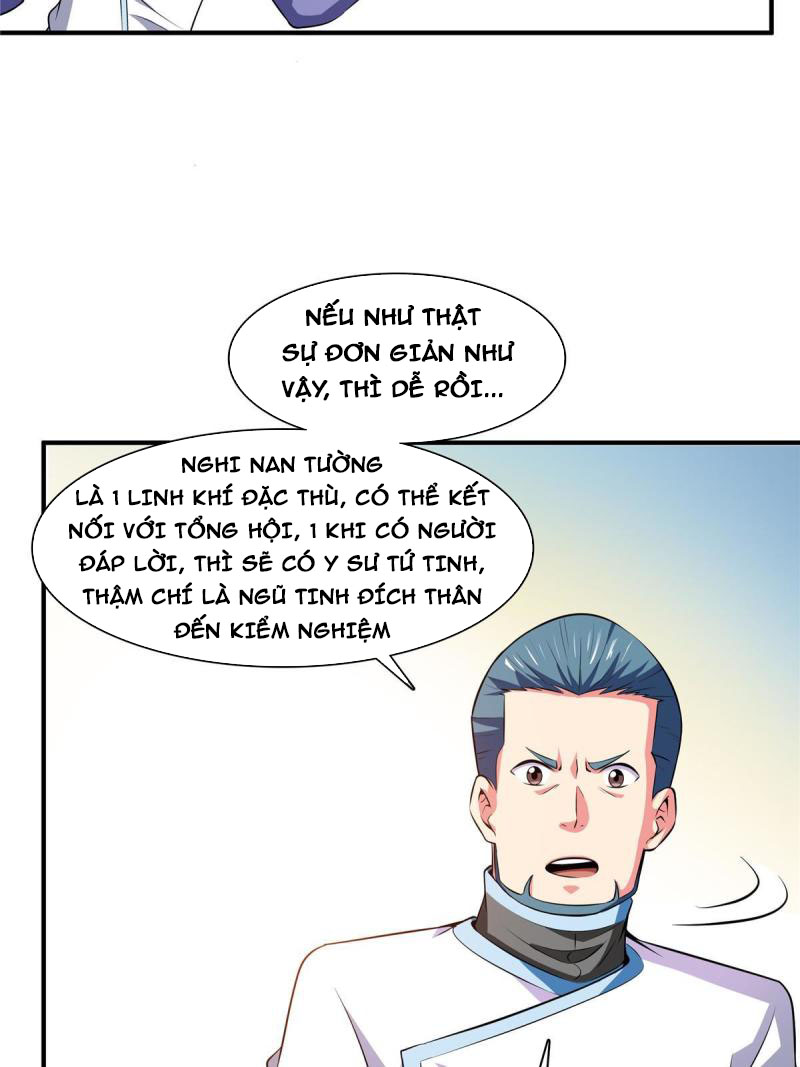 NẾU NHƯ THẬT
SỰ ĐƠN GIẢN NHƯ
VẬY, THÌ DỄ RỒI...
NGHI NAN TƯỜNG
LÀ 1 LINH KHÍ ĐẶC THÙ, CÓ THỂ KẾT
NỐI VỚI TỔNG HỘI, 1 KHI CÓ NGƯỜI
ĐÁP LỜI, THÌ SẼ CÓ Y SƯ TỨ TINH,
THẬM CHÍ LÀ NGŨ TINH ĐÍCH THÂN
ĐẾN KIỂM NGHIỆM